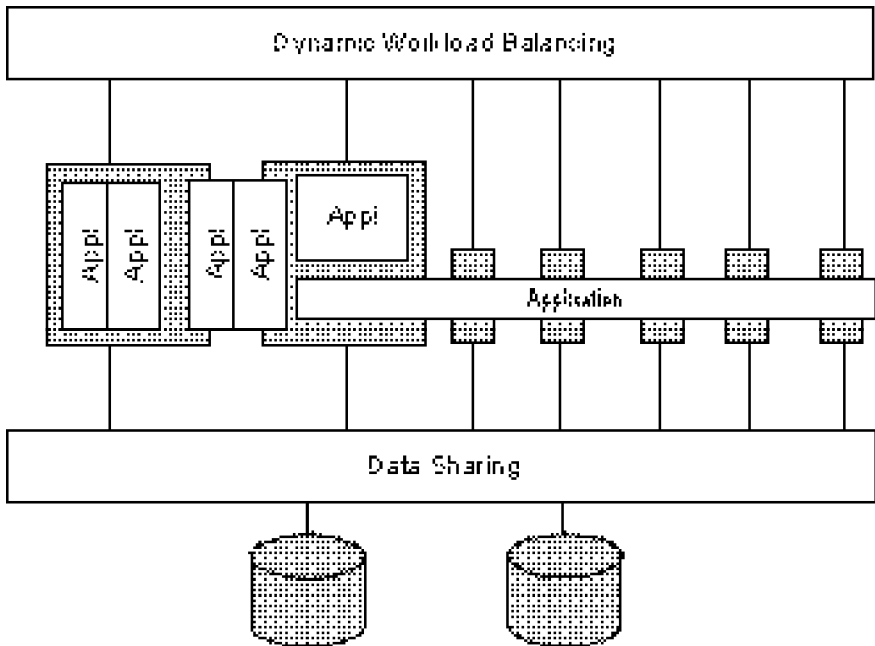 Dynamic Workload Balancing
Appl
Appl
Appl
Appl
Appl
Application
Data Sharing